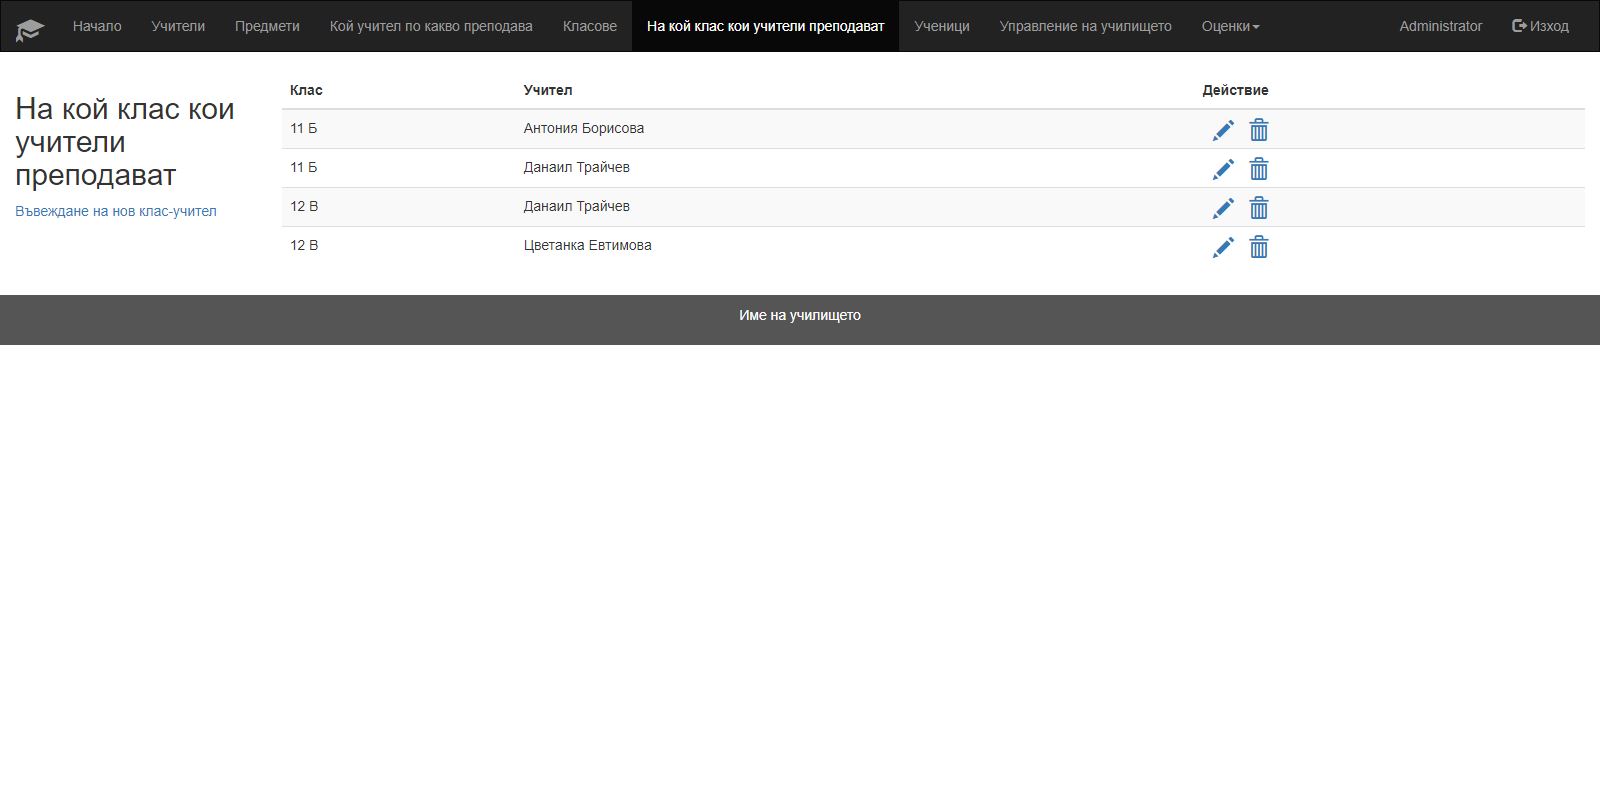 Начало Учители Предмети Кой учител по какво преподава Класове На кой клас кои учители преподават Ученици Управление на училището Оценки Administrator Изход
На кой клас кои
учители
преподават
Въвеждане на нов клас-учител
Клас Учител Действие
11 Б Антония Борисова
11 Б Данаил Трайчев
12 В Данаил Трайчев
12 В Цветанка Евтимова
Име на училището